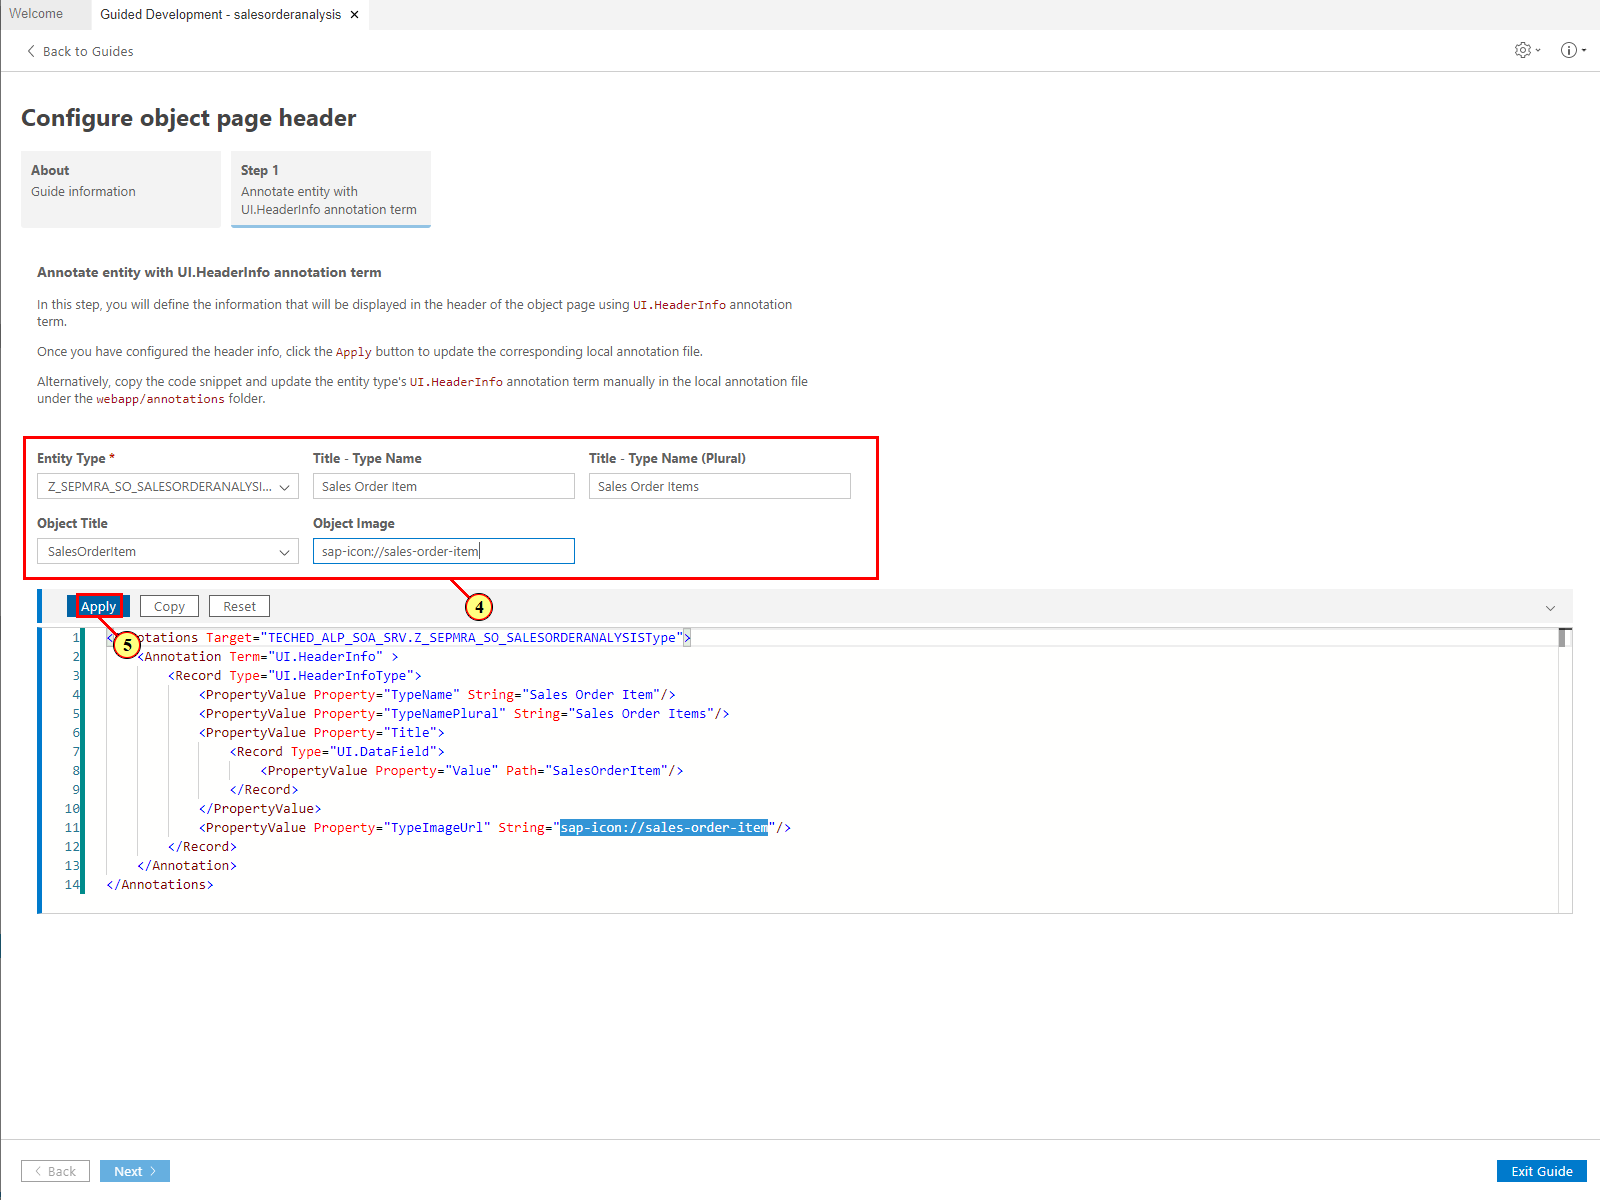 Welcome
Guided Development - salesorderanalysis ×
Back to Guides
Configure object page header
About
Guide information
Step 1
Annotate entity with
UI.HeaderInfo annotation term
Annotate entity with UI.HeaderInfo annotation term
In this step, you will define the information that will be displayed in the header of the object page using UI.HeaderInfo annotation
term.
Once you have configured the header info, click the Apply button to update the corresponding local annotation file.
Alternatively, copy the code snippet and update the entity type's UI.HeaderInfo annotation term manually in the local annotation file
under the webapp/annotations folder.
Entity Type * Title - Type Name Title - Type Name (Plural)
Z_SEPMRA_SO_SALESORDERANALYSI... Sales Order Item Sales Order Items
Object Title Object Image
SalesOrderItem sap-icon://sales-order-item
Apply Copy Reset 4
5
1 <    otations Target="TECHED_ALP_SOA_SRV.Z_SEPMRA_SO_SALESORDERANALYSISType">
2 <Annotation Term="UI.HeaderInfo" >
3 <Record Type="UI.HeaderInfoType">
4 <PropertyValue Property="TypeName" String="Sales Order Item"/>
5 <PropertyValue Property="TypeNamePlural" String="Sales Order Items"/>
6 <PropertyValue Property="Title">
7 <Record Type="UI.DataField">
8 <PropertyValue Property="Value" Path="SalesOrderItem"/>
9 </Record>
10 </PropertyValue>
11 <PropertyValue Property="TypeImageUrl" String="sap-icon://sales-order-item"/>
12 </Record>
13 </Annotation>
14 </Annotations>
Back Next Exit Guide